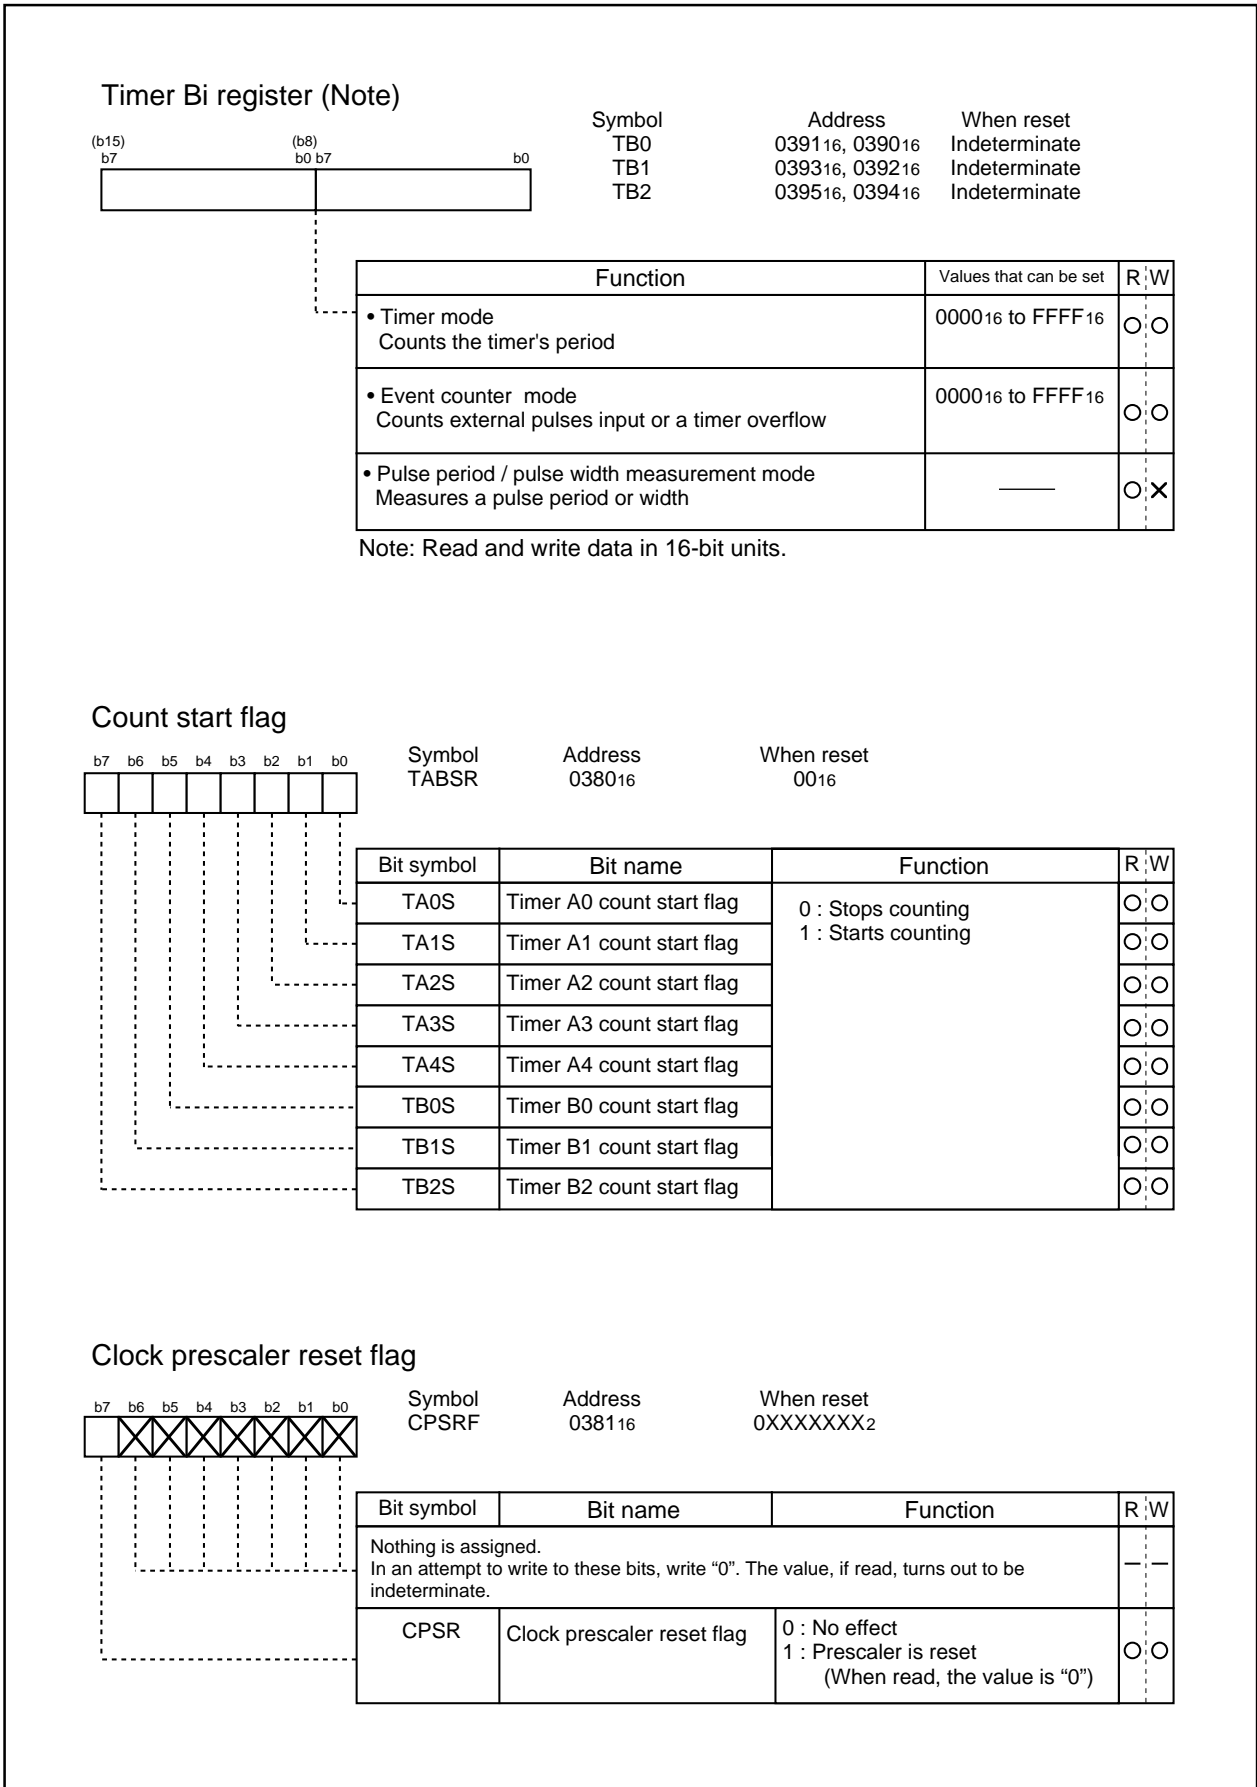 Timer Bi register (Note)
Symbol Address When reset
TB0 039116, 039016 Indeterminate
TB1 039316, 039216 Indeterminate
TB2 039516, 039416 Indeterminate
(b15) (b8)
b7 b0 b7 b0
Function Values that can be set R W
• Timer mode 000016 to FFFF16
Counts the timer's period
• Event counter mode 000016 to FFFF16
Counts external pulses input or a timer overflow
• Pulse period / pulse width measurement mode
Measures a pulse period or width
Note: Read and write data in 16-bit units.
Count start flag
Symbol Address When reset
TABSR 038016 0016
b7 b6 b5 b4 b3 b2 b1 b0
Bit symbol Bit name Function R W
TA0S Timer A0 count start flag 0 : Stops counting
TA1S Timer A1 count start flag 1 : Starts counting
TA2S Timer A2 count start flag
TA3S Timer A3 count start flag
TA4S Timer A4 count start flag
TB0S Timer B0 count start flag
TB1S Timer B1 count start flag
TB2S Timer B2 count start flag
Clock prescaler reset flag
Symbol Address When reset
CPSRF 038116 0XXXXXXX2
b7 b6 b5 b4 b3 b2 b1 b0
Bit symbol Bit name Function R W
Nothing is assigned.
In an attempt to write to these bits, write “0”. The value, if read, turns out to be
indeterminate.
CPSR Clock prescaler reset flag 0 : No effect
1 : Prescaler is reset
(When read, the value is “0”)